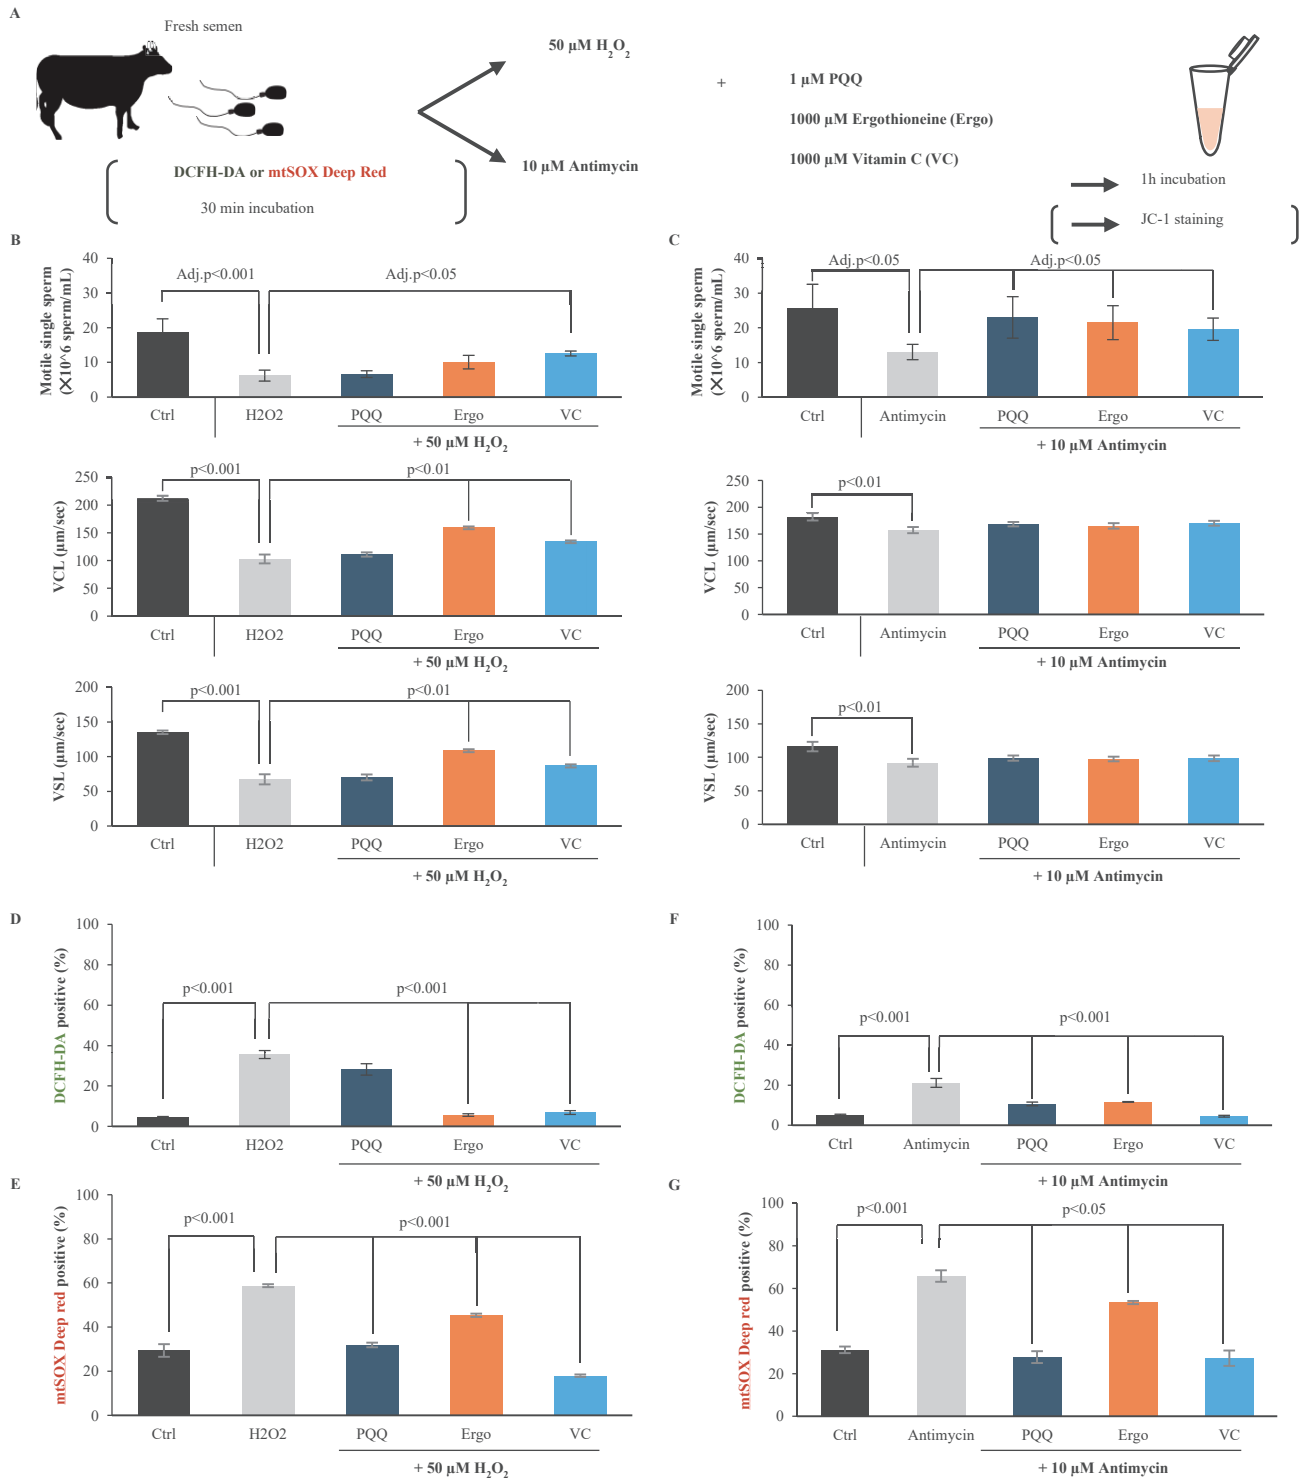 A
Fresh semen
50 µM H2O2
+
1 µM PQQ
1000 µM Ergothioneine (Ergo)
1000 µM Vitamin C (VC)
10 µM Antimycin
DCFH-DA or mtSOX Deep Red
30 min incubation
1h incubation
JC-1 staining
B
Motile single sperm
(×10^6 sperm/mL)
40
30
20
10
0
Adj.p<0.001
Adj.p<0.05
Ctrl
H2O2
PQQ
Ergo
VC
+ 50 µM H2O2
VCL (µm/sec)
250
200
150
100
50
0
p<0.001
p<0.01
Ctrl
H2O2
PQQ
Ergo
VC
+ 50 µM H2O2
VSL (µm/sec)
200
150
100
50
0
p<0.001
p<0.01
Ctrl
H2O2
PQQ
Ergo
VC
+ 50 µM H2O2
C
Motile single sperm
(×10^6 sperm/mL)
40
30
20
10
0
Adj.p<0.05
Adj.p<0.05
Ctrl
Antimycin
PQQ
Ergo
VC
+ 10 µM Antimycin
VCL (µm/sec)
250
200
150
100
50
0
p<0.01
Ctrl
Antimycin
PQQ
Ergo
VC
+ 10 µM Antimycin
VSL (µm/sec)
200
150
100
50
0
p<0.01
Ctrl
Antimycin
PQQ
Ergo
VC
+ 10 µM Antimycin
D
DCFH-DA positive (%)
100
80
60
40
20
0
p<0.001
p<0.001
Ctrl
H2O2
PQQ
Ergo
VC
+ 50 µM H2O2
F
DCFH-DA positive (%)
100
80
60
40
20
0
p<0.001
p<0.001
Ctrl
Antimycin
PQQ
Ergo
VC
+ 10 µM Antimycin
E
mtSOX Deep red positive (%)
100
80
60
40
20
0
p<0.001
p<0.001
Ctrl
H2O2
PQQ
Ergo
VC
+ 50 µM H2O2
G
mtSOX Deep red positive (%)
100
80
60
40
20
0
p<0.001
p<0.05
Ctrl
Antimycin
PQQ
Ergo
VC
+ 10 µM Antimycin